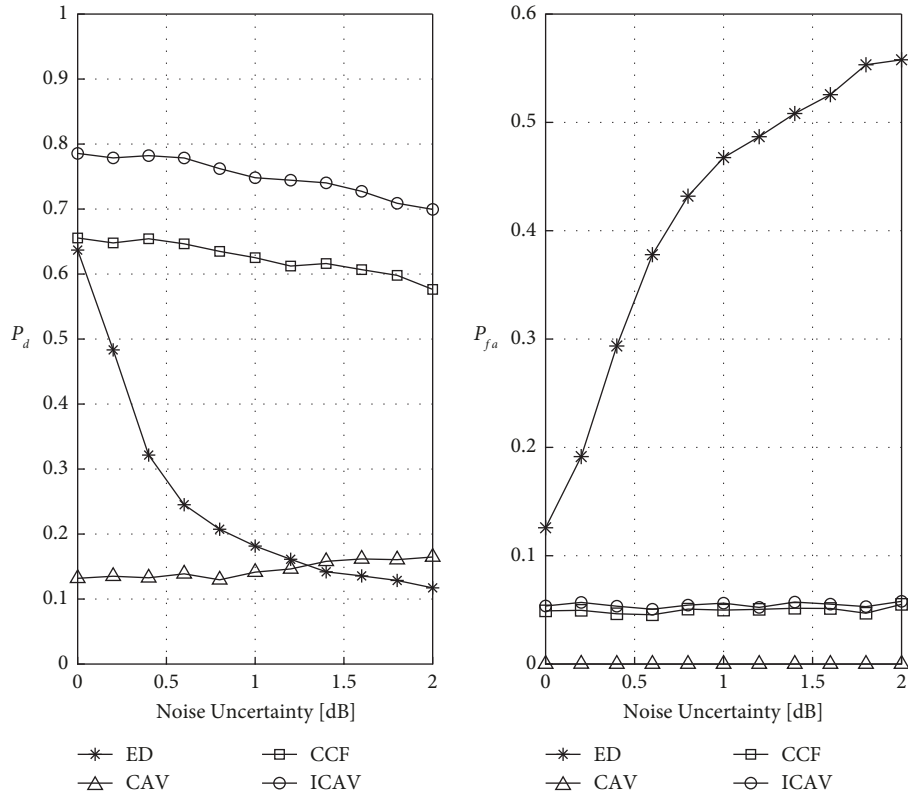 1
0.9
0.8
0.7
0.6
0.5
P_d
0.4
0.3
0.2
0.1
0
0 0.5 1 1.5 2
Noise Uncertainty [dB]
ED CCF
CAV ICAV
0.6
0.5
0.4
0.3
P_fa
0.2
0.1
0
0 0.5 1 1.5 2
Noise Uncertainty [dB]
ED CCF
CAV ICAV